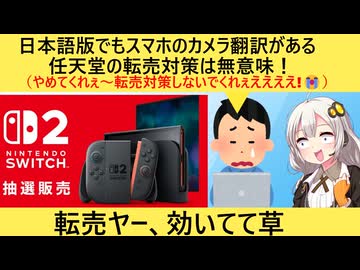 日本語版でもスマホのカメラ翻訳がある
任天堂の転売対策は無意味！
（やめてくれぇ～転売対策しないでくれぇえええ！😭）
2
NINTENDO
SWITCH
抽選販売
転売ヤー、効いてて草